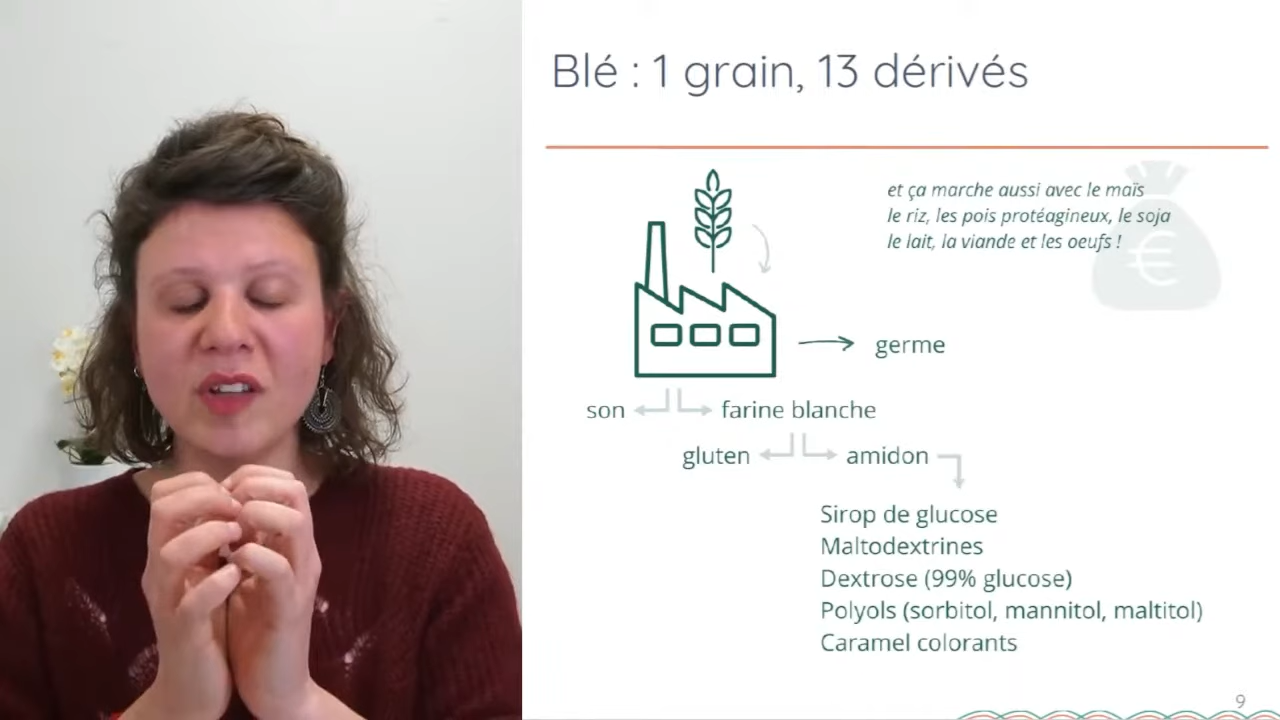 Blé : 1 grain, 13 dérivés
et ça marche aussi avec le maïs
le riz, les pois protéagineux, le soja
le lait, la viande et les oeufs !
€
germe
son
farine blanche
gluten
amidon
Sirop de glucose
Maltodextrines
Dextrose (99% glucose)
Polyols (sorbitol, mannitol, maltitol)
Caramel colorants
9